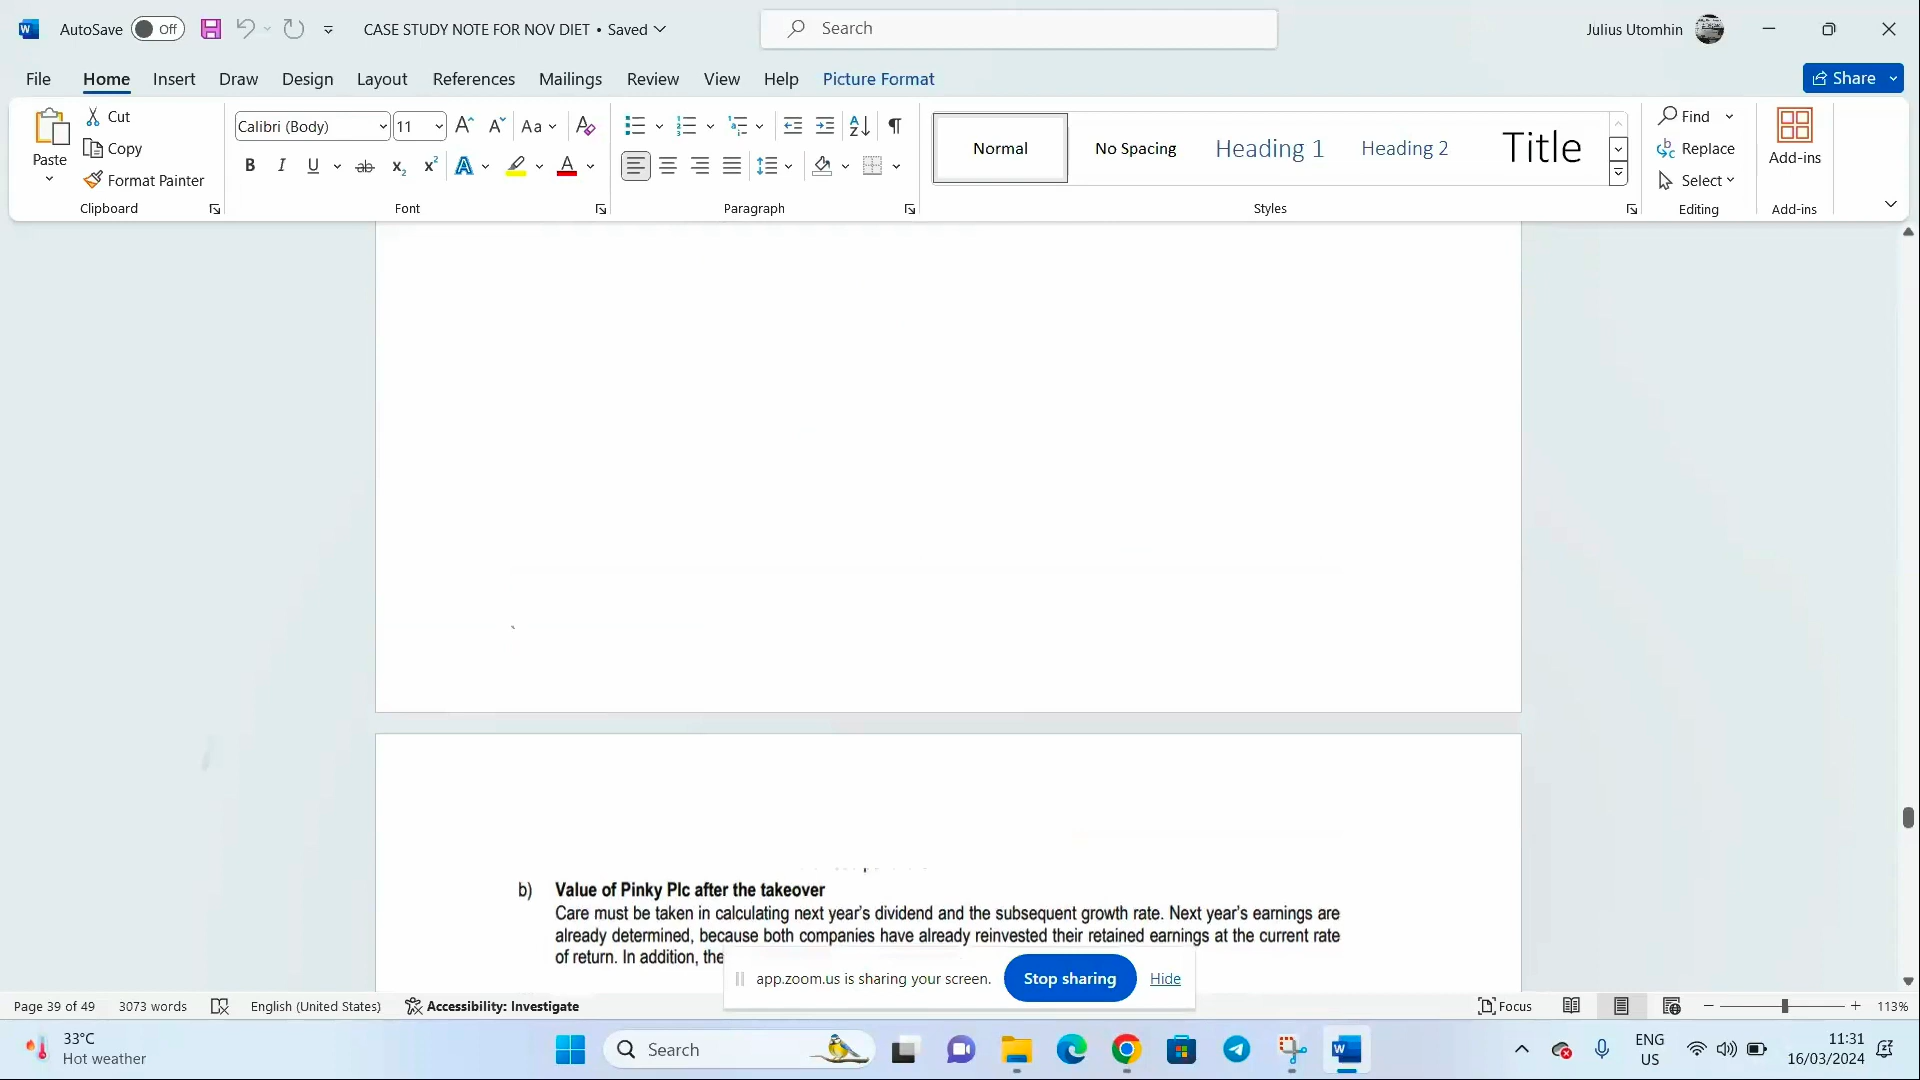 AutoSave Off CASE STUDY NOTE FOR NOV DIET • Saved Search Julius Utomhin
File Home Insert Draw Design Layout References Mailings Review View Help Picture Format Share
Paste Cut Copy Format Painter Clipboard
Calibri (Body) 11 Aa Font
Paragraph
Normal No Spacing Heading 1 Heading 2 Title Styles
Find Replace Select Editing
Add-ins Add-ins
b) Value of Pinky Plc after the takeover
Care must be taken in calculating next year's dividend and the subsequent growth rate. Next year's earnings are
already determined, because both companies have already reinvested their retained earnings at the current rate
of return. In addition, the
app.zoom.us is sharing your screen. Stop sharing Hide
Page 39 of 49 3073 words English (United States) Accessibility: Investigate Focus 113%
33°C
Hot weather
Search
ENG
US
11:31
16/03/2024